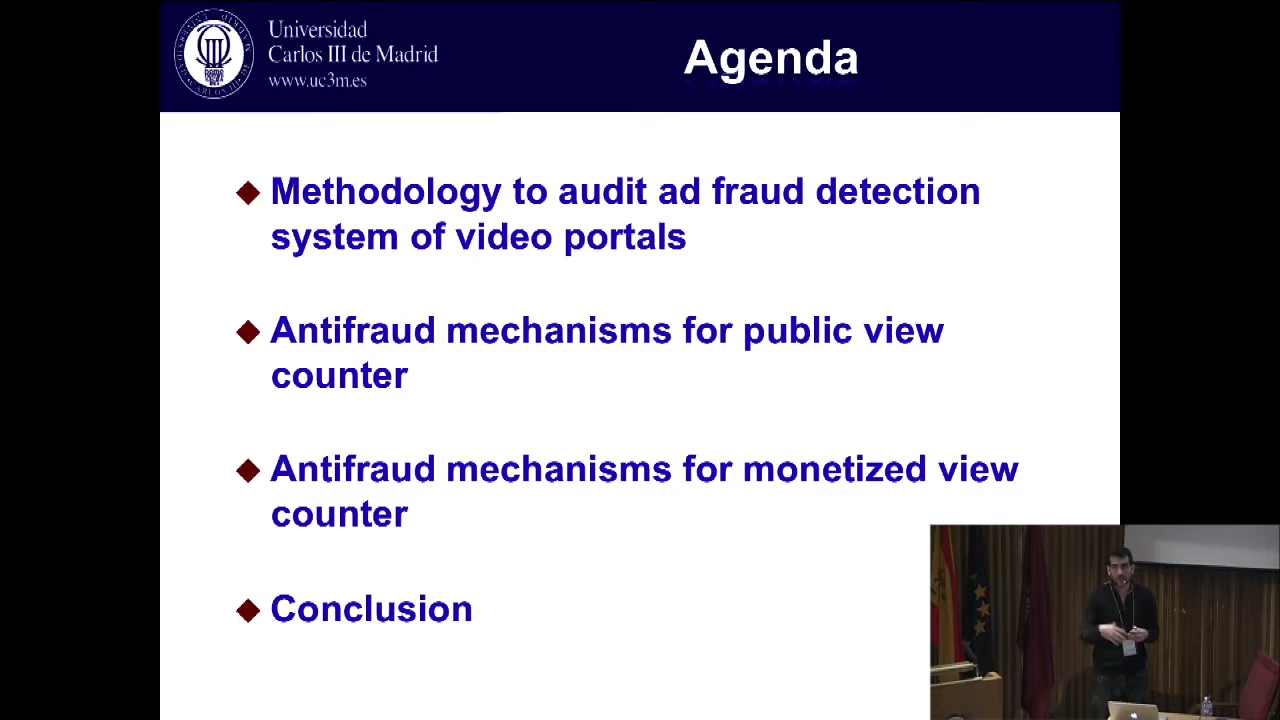 Universidad
Carlos III de Madrid
www.uc3m.es
Agenda
Methodology to audit ad fraud detection
system of video portals
Antifraud mechanisms for public view
counter
Antifraud mechanisms for monetized view
counter
Conclusion